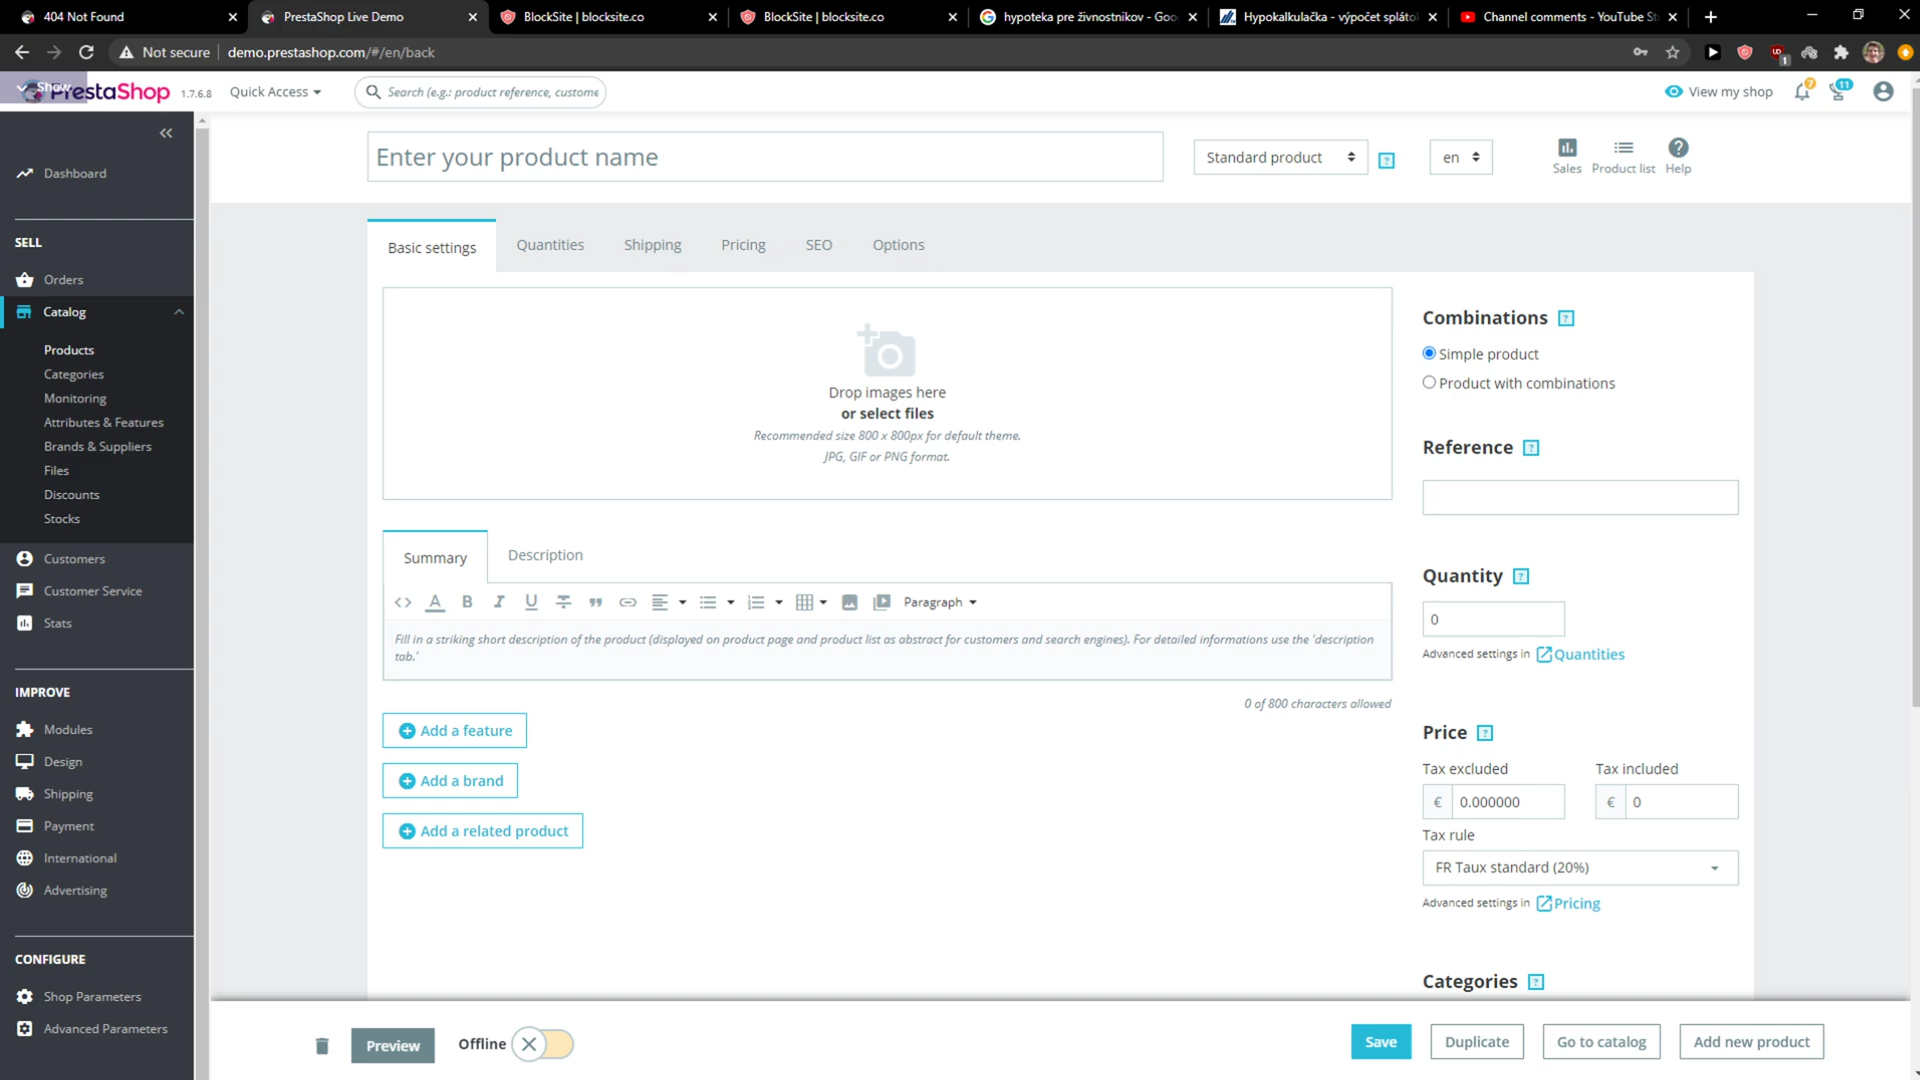 404 Not Found
PrestaShop Live Demo
BlockSite | blocksite.co
BlockSite | blocksite.co
hypoteka pre živnostnikov - Goo
Hypokalkulačka - výpočet spláto
Channel comments - YouTube St
Not secure
demo.prestashop.com/#/en/back
Show
PrestaShop
1.7.6.8
Quick Access
Search (e.g.: product reference, custome
View my shop
7
11
Enter your product name
Standard product
?
en
Sales
Product list
Help
Dashboard
SELL
Orders
Catalog
Products
Categories
Monitoring
Attributes & Features
Brands & Suppliers
Files
Discounts
Stocks
Customers
Customer Service
Stats
IMPROVE
Modules
Design
Shipping
Payment
International
Advertising
CONFIGURE
Shop Parameters
Advanced Parameters
Basic settings
Quantities
Shipping
Pricing
SEO
Options
Drop images here
or select files
Recommended size 800 x 800px for default theme.
JPG, GIF or PNG format.
Summary
Description
Paragraph
Fill in a striking short description of the product (displayed on product page and product list as abstract for customers and search engines). For detailed informations use the 'description
tab.'
0 of 800 characters allowed
Add a feature
Add a brand
Add a related product
Combinations ?
Simple product
Product with combinations
Reference ?
Quantity ?
0
Advanced settings in Quantities
Price ?
Tax excluded
Tax included
€ 0.000000
€ 0
Tax rule
FR Taux standard (20%)
Advanced settings in Pricing
Categories ?
Preview
Offline
Save
Duplicate
Go to catalog
Add new product